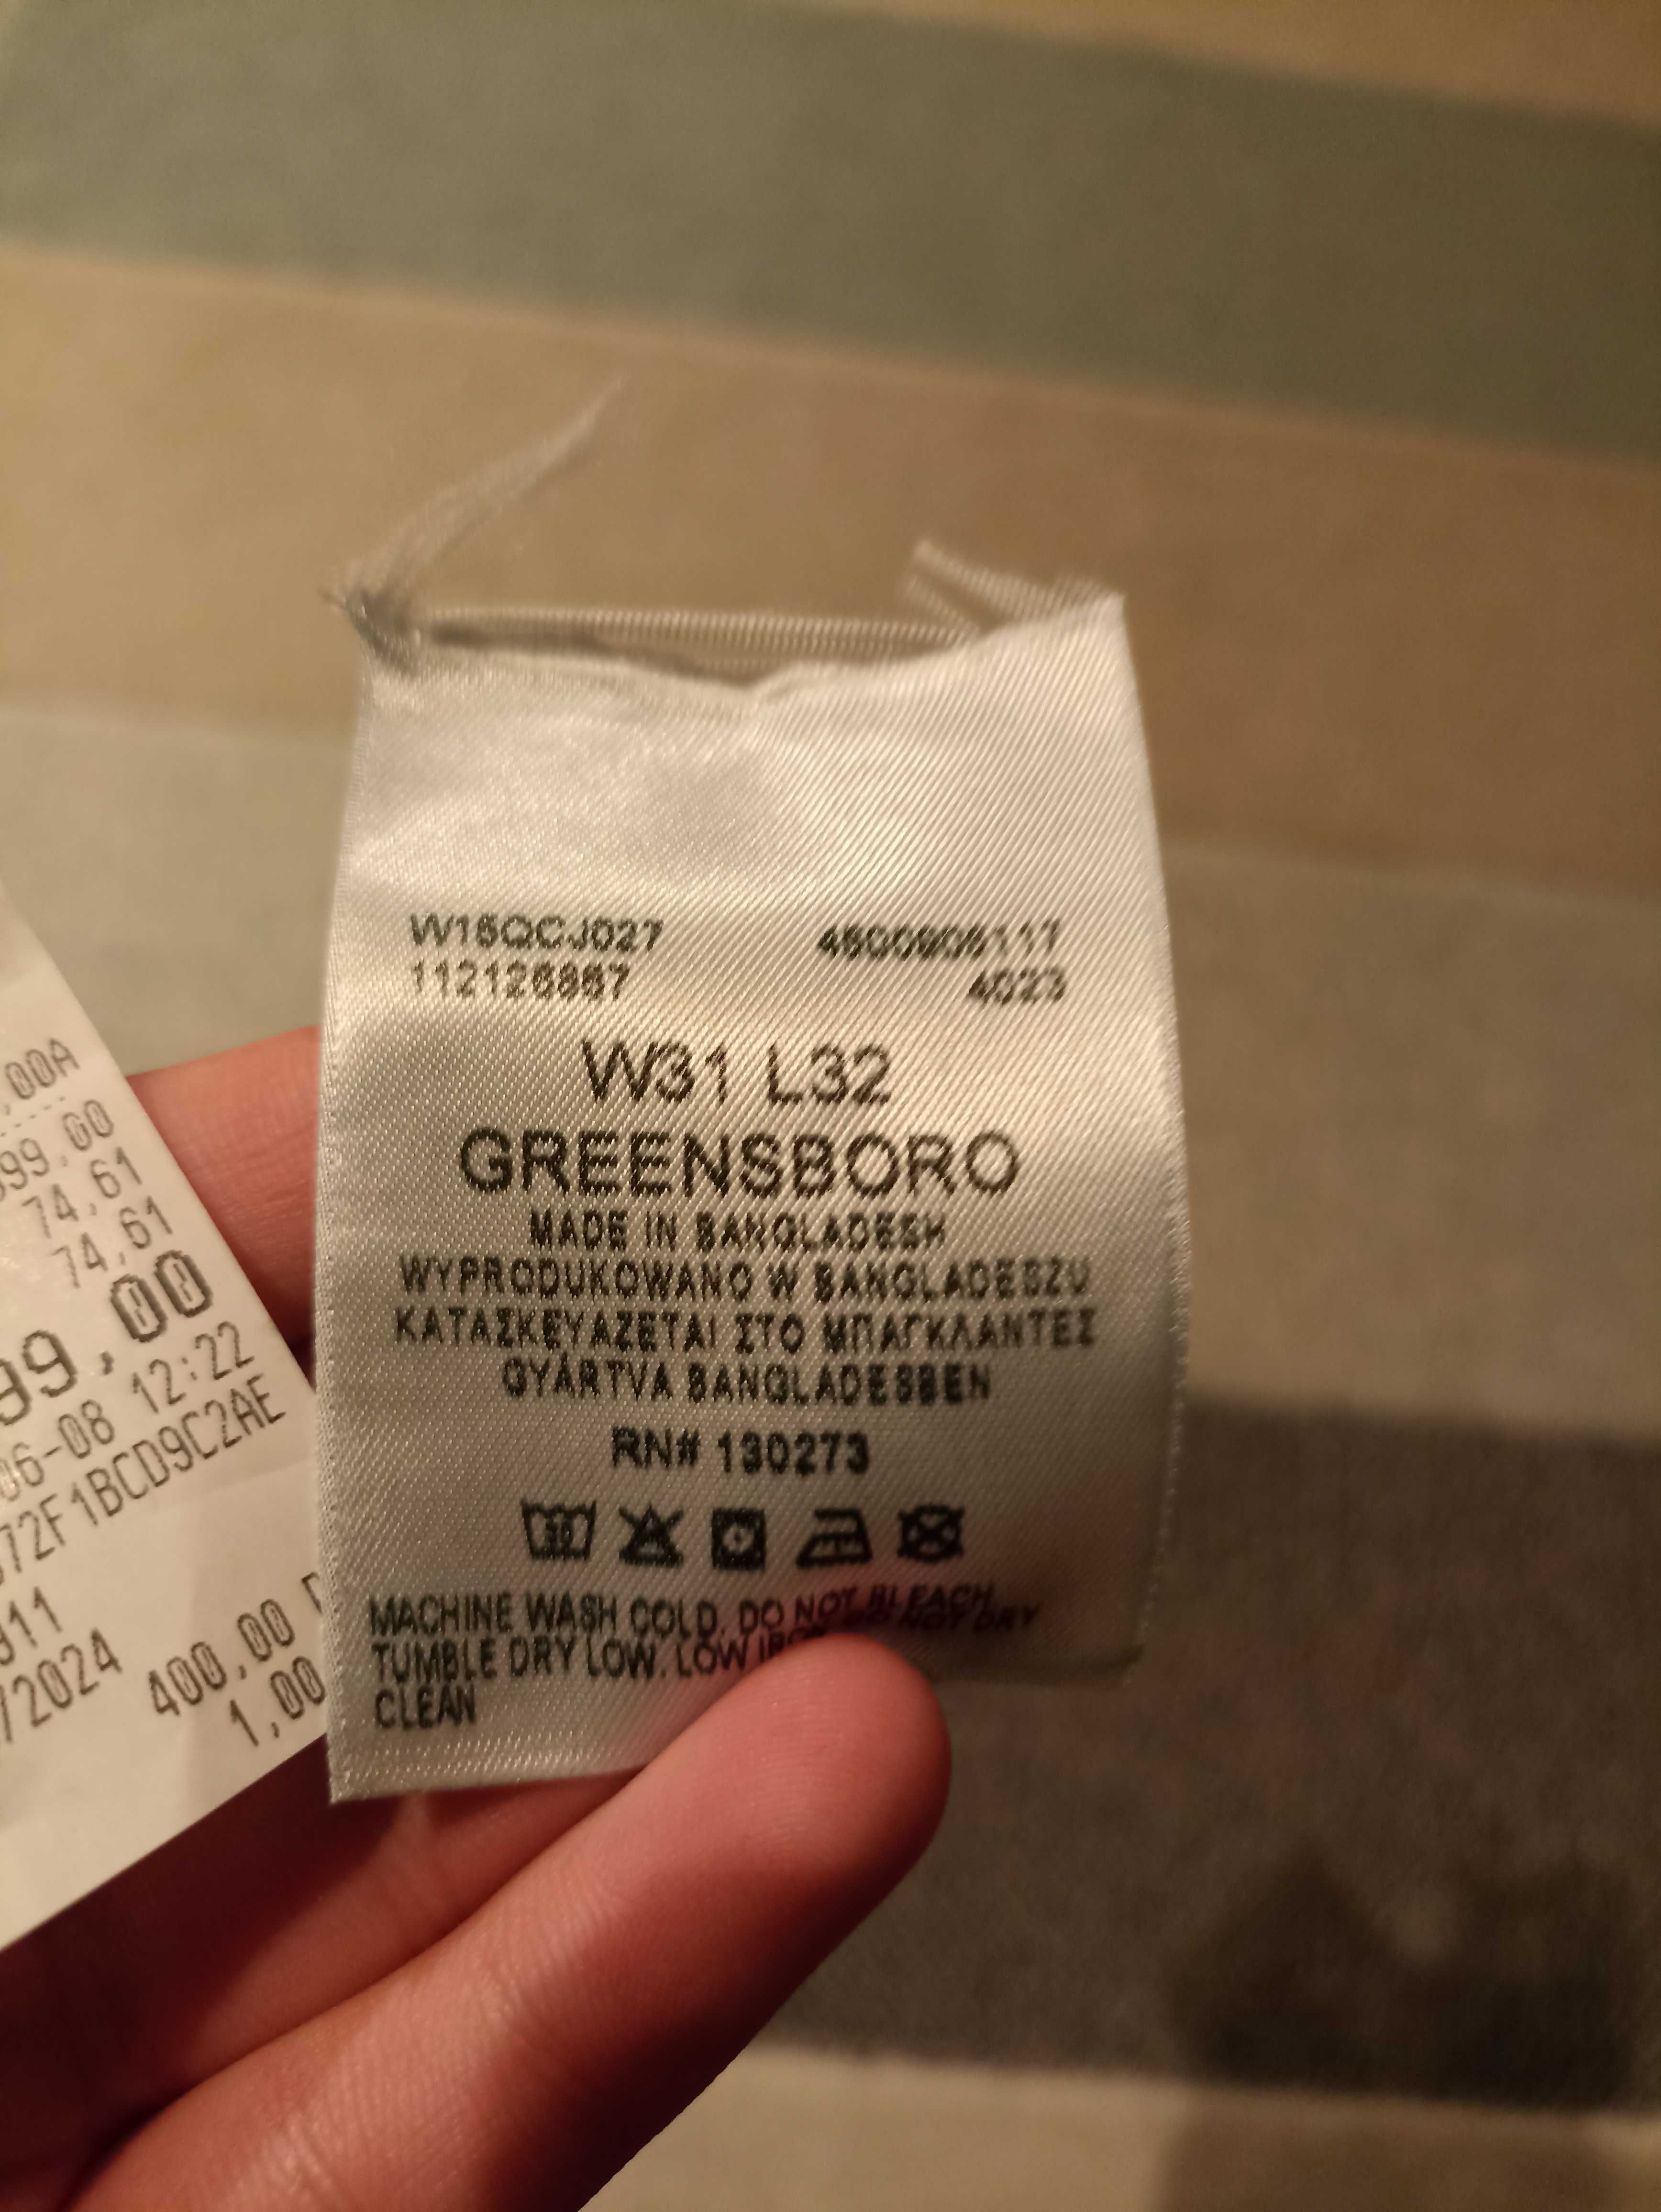 W15QCJ027 4500905117
112126867 4023
W31 L32
GREENSBORO
MADE IN BANGLADESH
WYPRODUKOWANO W BANGLADESZU
ΚΑΤΑΣΚΕΥΑΖΕΤΑΙ ΣΤΟ ΜΠΑΓΚΛΑΝΤΕΣ
GYÁRTVA BANGLADESBEN
RN# 130273
30
MACHINE WASH COLD. DO NOT BLEACH.
TUMBLE DRY LOW. LOW NOT DRY
CLEAN
,00A
99.00
74,61
74,61
99,00
06-08 12:22
72F1BCD9C2AE
911
/2024
400,00
1,00